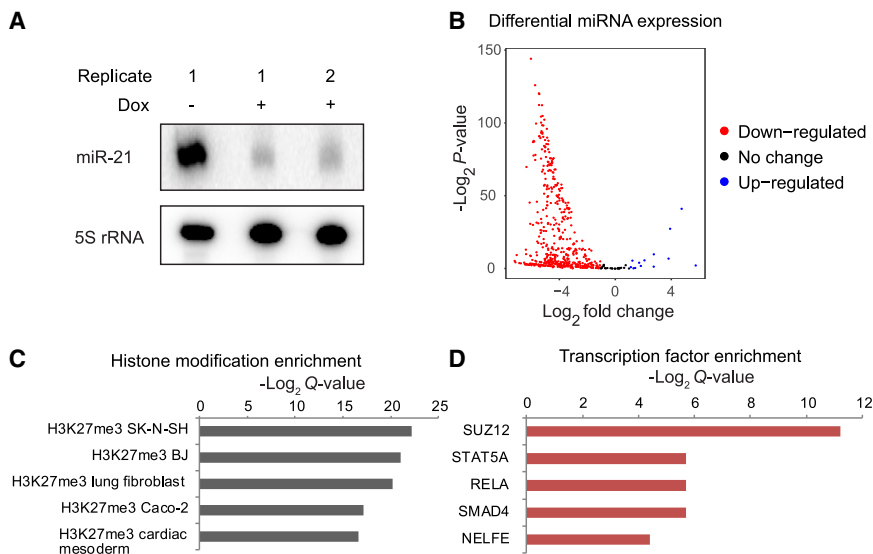 A
Replicate 1 1 2
Dox - + +
miR-21
5S rRNA
B
Differential miRNA expression
-Log2 P-value
150
100
50
0
−4 0 4
Log2 fold change
Down−regulated
No change
Up−regulated
C
Histone modification enrichment
-Log2 Q-value
0 5 10 15 20 25
H3K27me3 SK-N-SH
H3K27me3 BJ
H3K27me3 lung fibroblast
H3K27me3 Caco-2
H3K27me3 cardiac
mesoderm
D
Transcription factor enrichment
-Log2 Q-value
0 2 4 6 8 10 12
SUZ12
STAT5A
RELA
SMAD4
NELFE